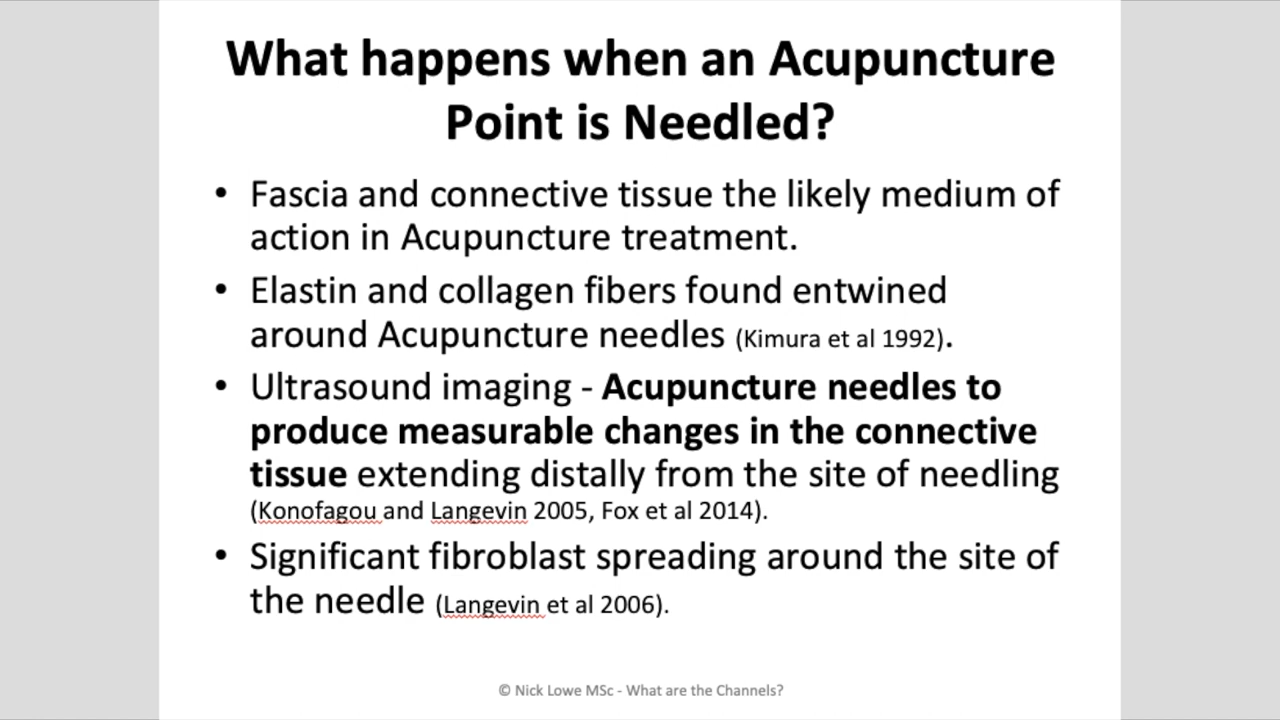 What happens when an Acupuncture
Point is Needled?
• Fascia and connective tissue the likely medium of
action in Acupuncture treatment.
• Elastin and collagen fibers found entwined
around Acupuncture needles (Kimura et al 1992).
• Ultrasound imaging - Acupuncture needles to
produce measurable changes in the connective
tissue extending distally from the site of needling
(Konofagou and Langevin 2005, Fox et al 2014).
• Significant fibroblast spreading around the site of
the needle (Langevin et al 2006).
© Nick Lowe MSc - What are the Channels?